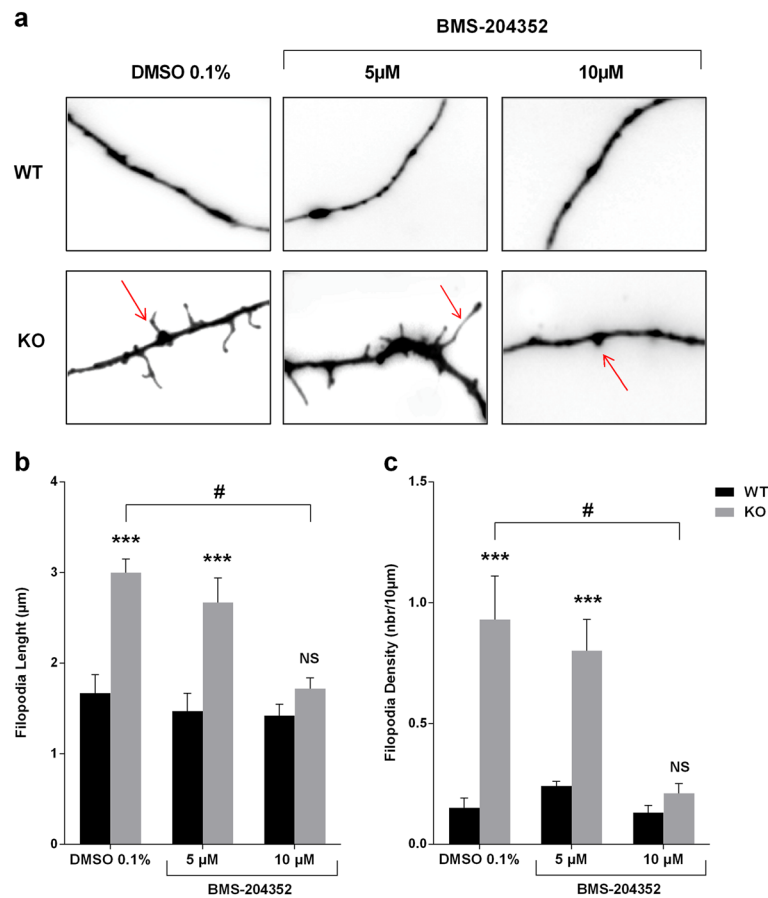 a
BMS-204352
DMSO 0.1%
5µM
10µM
WT
KO
b
Filopodia Lenght (µm)
4
3
2
1
0
#
***
***
NS
DMSO 0.1%
5 µM
10 µM
BMS-204352
c
Filopodia Density (nbr/10µm)
1.5
1.0
0.5
0.0
#
***
***
NS
DMSO 0.1%
5 µM
10 µM
BMS-204352
WT
KO